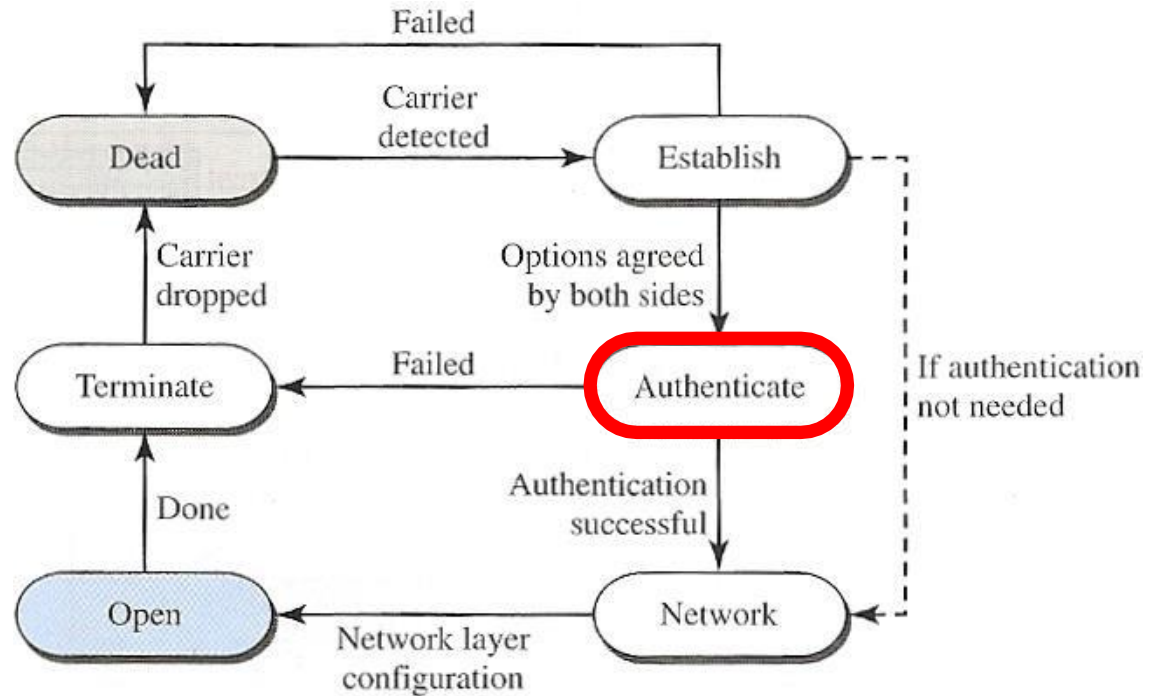 Failed
Carrier
detected
Dead
Establish
Carrier
dropped
Options agreed
by both sides
Failed
Terminate
Authenticate
If authentication
not needed
Done
Authentication
successful
Open
Network
Network layer
configuration